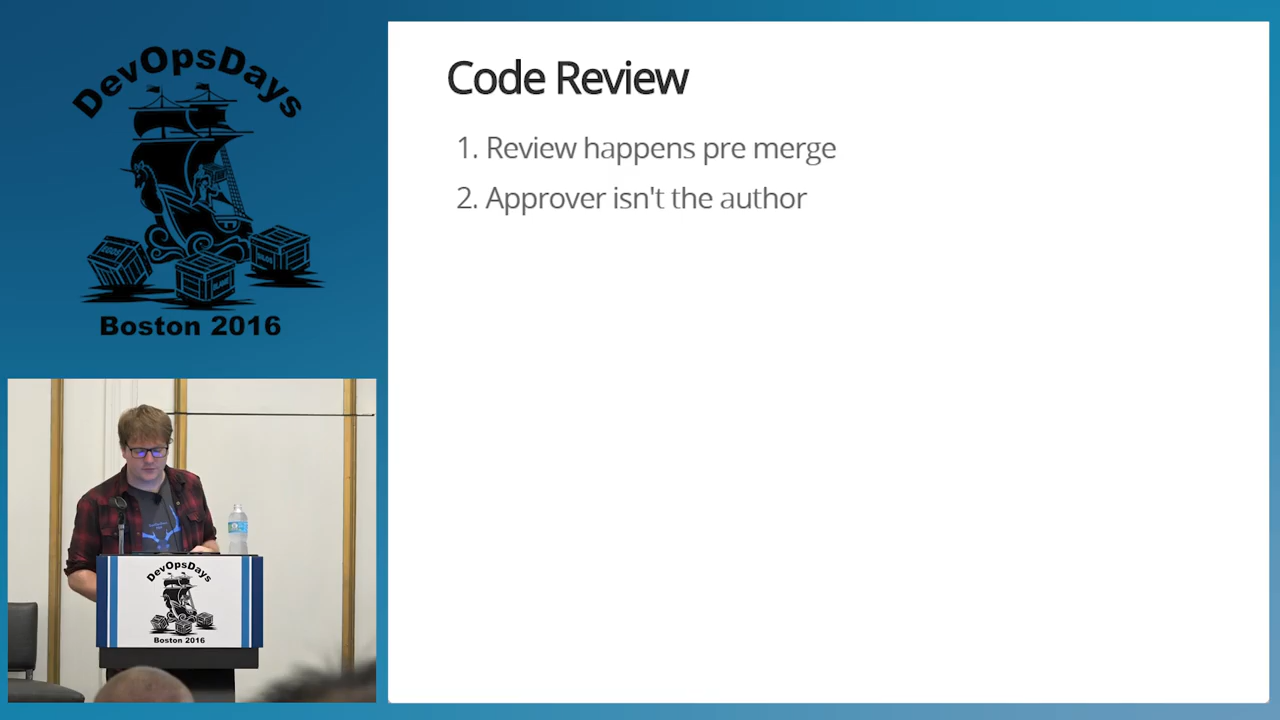 DevOpsDays
Boston 2016
Code Review
1. Review happens pre merge
2. Approver isn't the author
DevOpsDays
Boston 2016